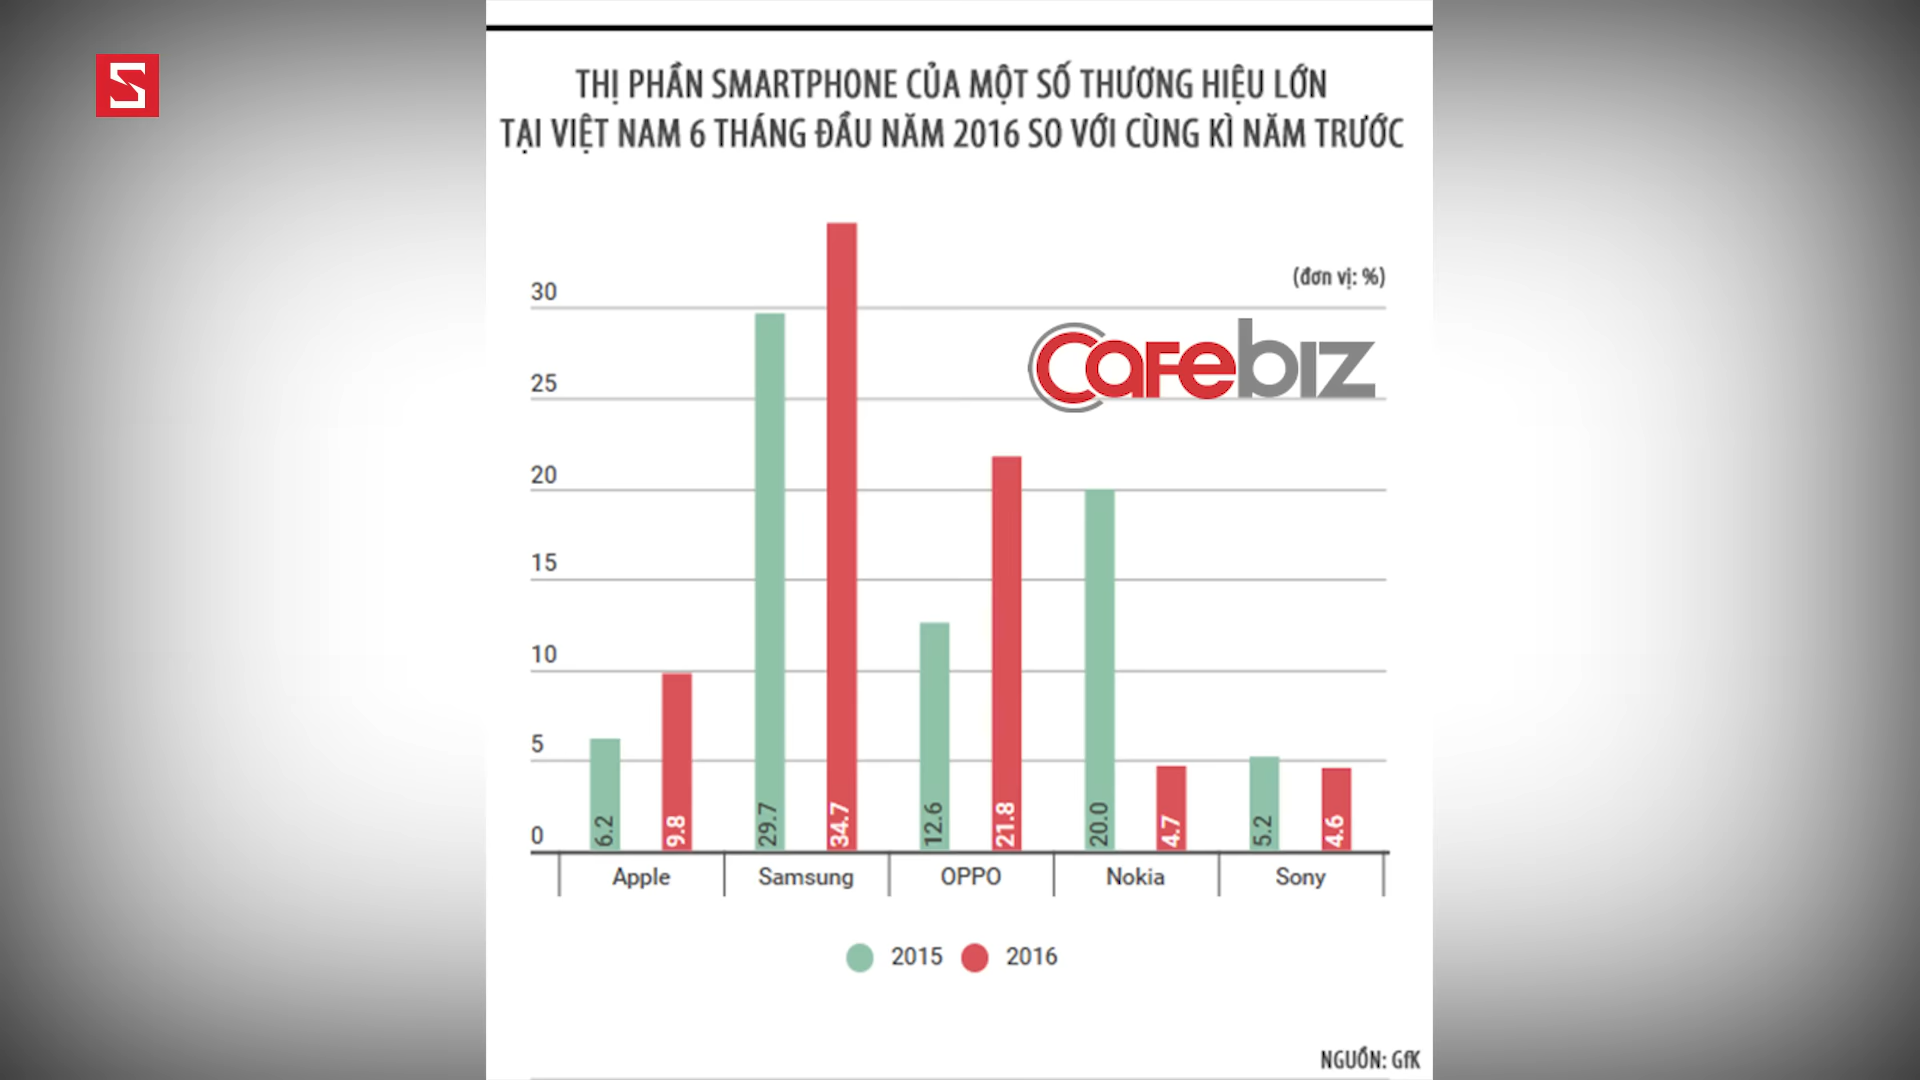 S
THỊ PHẦN SMARTPHONE CỦA MỘT SỐ THƯƠNG HIỆU LỚN
TẠI VIỆT NAM 6 THÁNG ĐẦU NĂM 2016 SO VỚI CÙNG KÌ NĂM TRƯỚC
(đơn vị: %)
Cafebiz
30
25
20
15
10
5
0
6.2
9.8
29.7
34.7
12.6
21.8
20.0
4.7
5.2
4.6
Apple
Samsung
OPPO
Nokia
Sony
2015
2016
NGUỒN: GfK